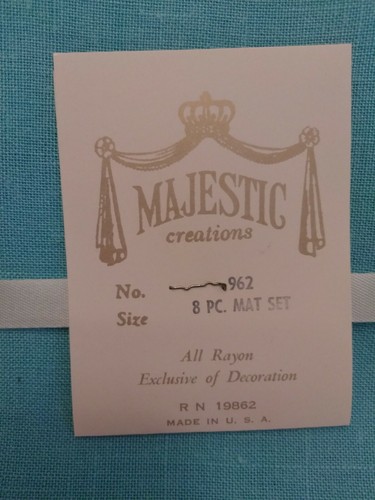 MAJESTIC
creations
No. 962
Size 8 PC. MAT SET
All Rayon
Exclusive of Decoration
R N 19862
MADE IN U. S. A.